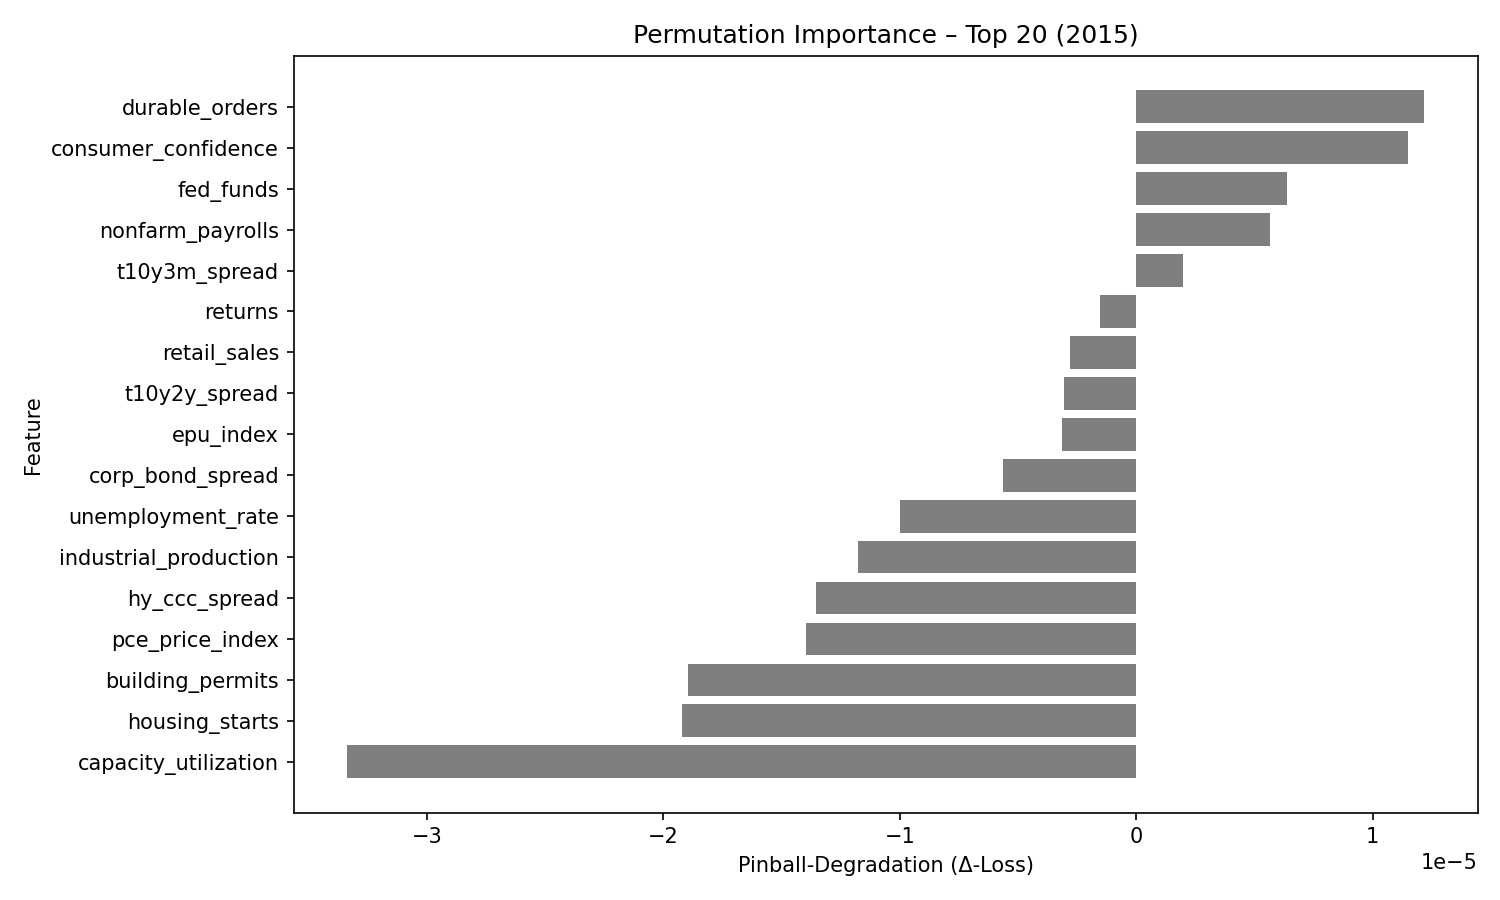 Permutation Importance – Top 20 (2015)
durable_orders
consumer_confidence
fed_funds
nonfarm_payrolls
t10y3m_spread
returns
retail_sales
t10y2y_spread
epu_index
corp_bond_spread
unemployment_rate
industrial_production
hy_ccc_spread
pce_price_index
building_permits
housing_starts
capacity_utilization
Feature
−3 −2 −1 0 1
1e−5
Pinball-Degradation (Δ-Loss)